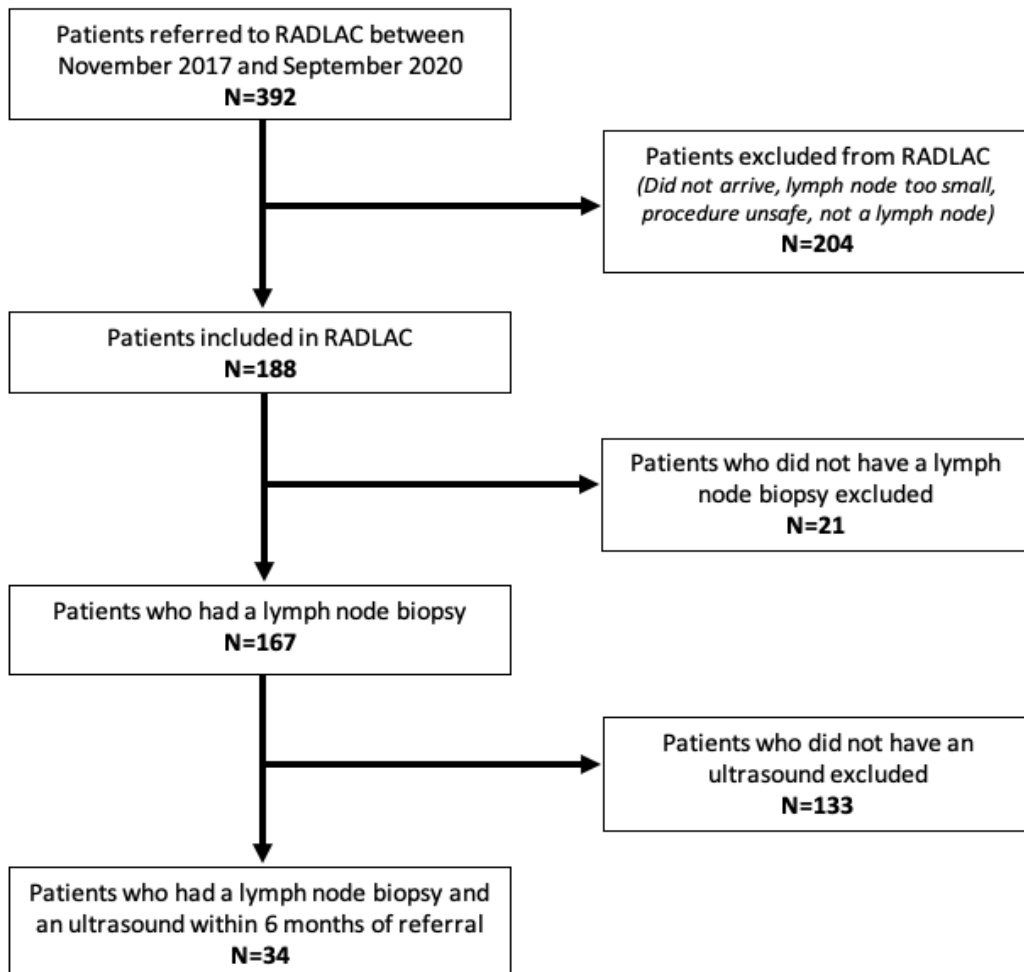 Patients referred to RADLAC between
November 2017 and September 2020
N=392
Patients excluded from RADLAC
(Did not arrive, lymph node too small,
procedure unsafe, not a lymph node)
N=204
Patients included in RADLAC
N=188
Patients who did not have a lymph
node biopsy excluded
N=21
Patients who had a lymph node biopsy
N=167
Patients who did not have an
ultrasound excluded
N=133
Patients who had a lymph node biopsy and
an ultrasound within 6 months of referral
N=34